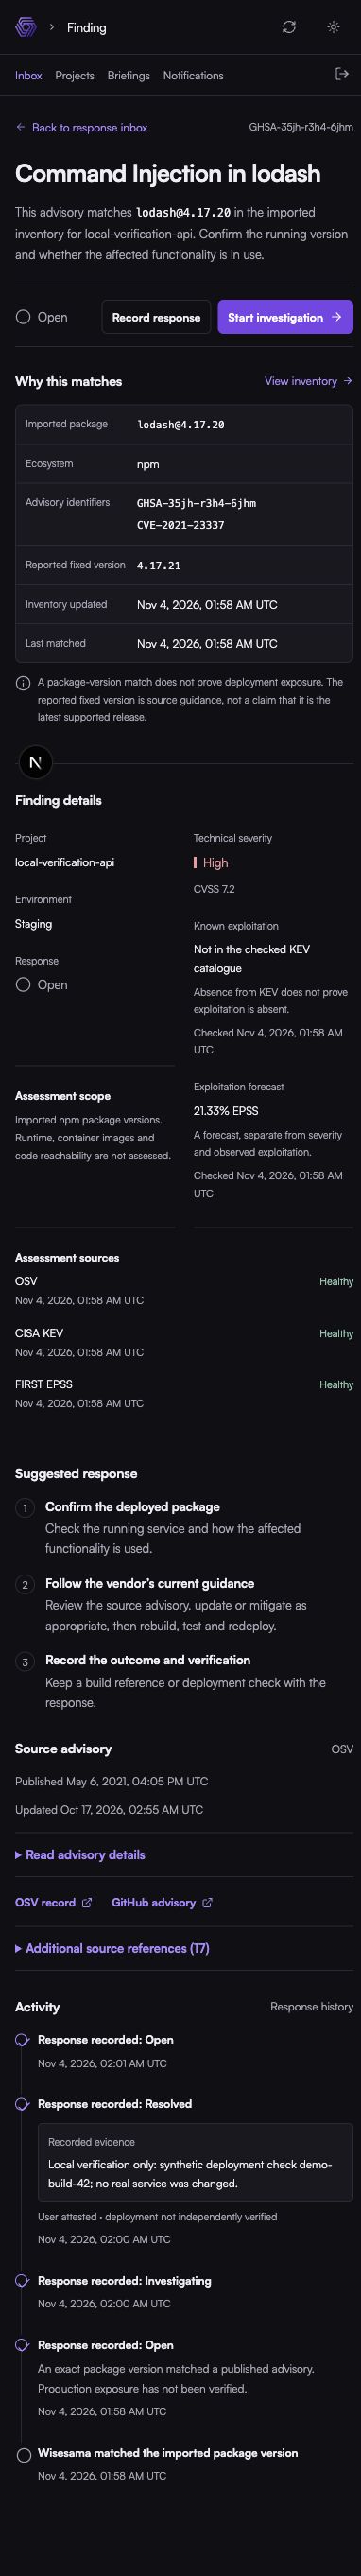 Finding
Inbox Projects Briefings Notifications
Back to response inbox GHSA-35jh-r3h4-6jhm
Command Injection in lodash
This advisory matches lodash@4.17.20 in the imported
inventory for local-verification-api. Confirm the running version
and whether the affected functionality is in use.
Open Record response Start investigation
Why this matches View inventory
Imported package lodash@4.17.20
Ecosystem npm
Advisory identifiers GHSA-35jh-r3h4-6jhm
CVE-2021-23337
Reported fixed version 4.17.21
Inventory updated Nov 4, 2026, 01:58 AM UTC
Last matched Nov 4, 2026, 01:58 AM UTC
A package-version match does not prove deployment exposure. The
reported fixed version is source guidance, not a claim that it is the
latest supported release.
N
Finding details
Project
local-verification-api
Environment
Staging
Response
Open
Assessment scope
Imported npm package versions.
Runtime, container images and
code reachability are not assessed.
Technical severity
High
CVSS 7.2
Known exploitation
Not in the checked KEV
catalogue
Absence from KEV does not prove
exploitation is absent.
Checked Nov 4, 2026, 01:58 AM
UTC
Exploitation forecast
21.33% EPSS
A forecast, separate from severity
and observed exploitation.
Checked Nov 4, 2026, 01:58 AM
UTC
Assessment sources
OSV Healthy
Nov 4, 2026, 01:58 AM UTC
CISA KEV Healthy
Nov 4, 2026, 01:58 AM UTC
FIRST EPSS Healthy
Nov 4, 2026, 01:58 AM UTC
Suggested response
1 Confirm the deployed package
Check the running service and how the affected
functionality is used.
2 Follow the vendor’s current guidance
Review the source advisory, update or mitigate as
appropriate, then rebuild, test and redeploy.
3 Record the outcome and verification
Keep a build reference or deployment check with the
response.
Source advisory OSV
Published May 6, 2021, 04:05 PM UTC
Updated Oct 17, 2026, 02:55 AM UTC
Read advisory details
OSV record GitHub advisory
Additional source references (17)
Activity Response history
Response recorded: Open
Nov 4, 2026, 02:01 AM UTC
Response recorded: Resolved
Recorded evidence
Local verification only: synthetic deployment check demo-
build-42; no real service was changed.
User attested · deployment not independently verified
Nov 4, 2026, 02:00 AM UTC
Response recorded: Investigating
Nov 4, 2026, 02:00 AM UTC
Response recorded: Open
An exact package version matched a published advisory.
Production exposure has not been verified.
Nov 4, 2026, 01:58 AM UTC
Wisesama matched the imported package version
Nov 4, 2026, 01:58 AM UTC